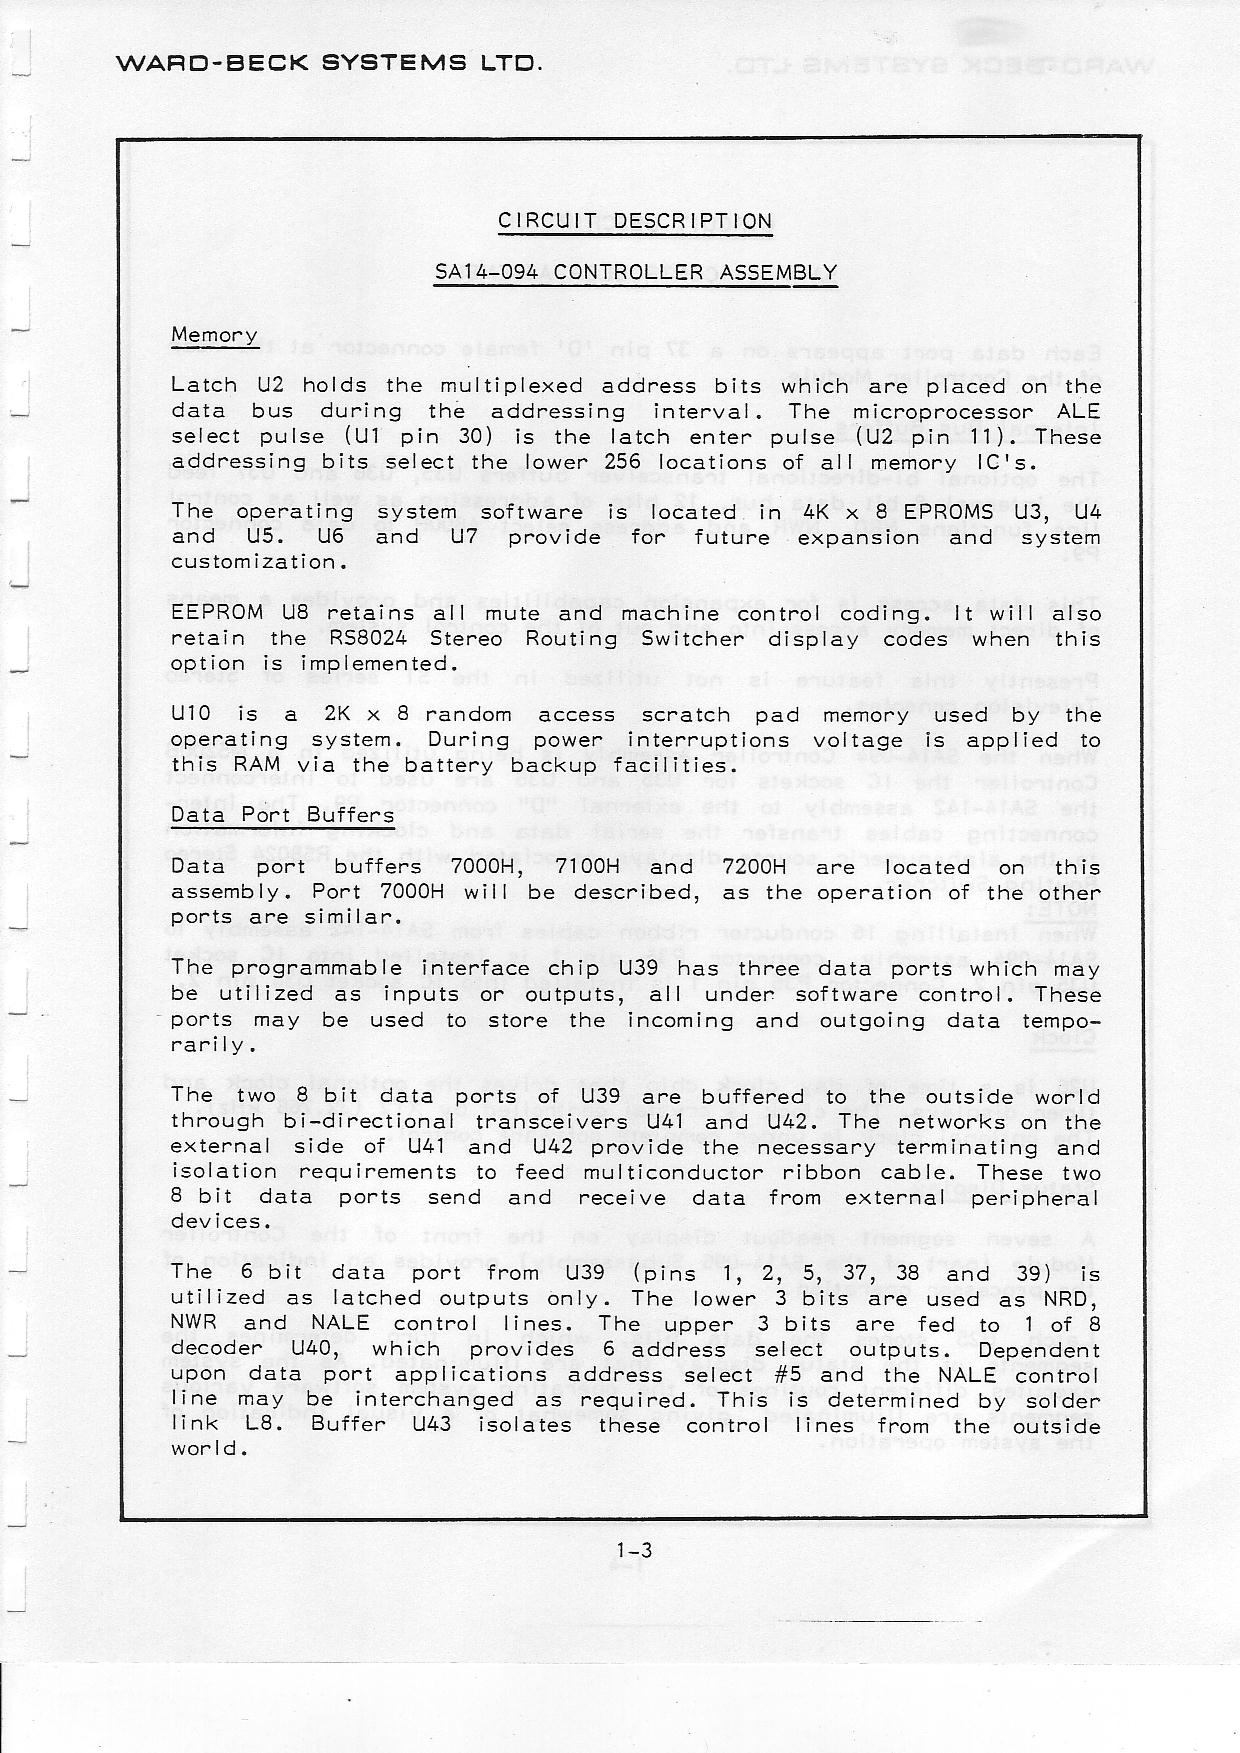 WARD-BECK SYSTEMS LTD.
CIRCUIT DESCRIPTION
SA14-094 CONTROLLER ASSEMBLY
Memory
Latch U2 holds the multiplexed address bits which are placed on the
data bus during the addressing interval. The microprocessor ALE
select pulse (U1 pin 30) is the latch enter pulse (U2 pin 11). These
addressing bits select the lower 256 locations of all memory IC's.
The operating system software is located in 4K x 8 EPROMS U3, U4
and U5. U6 and U7 provide for future expansion and system
customization.
EEPROM U8 retains all mute and machine control coding. It will also
retain the RS8024 Stereo Routing Switcher display codes when this
option is implemented.
U10 is a 2K x 8 random access scratch pad memory used by the
operating system. During power interruptions voltage is applied to
this RAM via the battery backup facilities.
Data Port Buffers
Data port buffers 7000H, 7100H and 7200H are located on this
assembly. Port 7000H will be described, as the operation of the other
ports are similar.
The programmable interface chip U39 has three data ports which may
be utilized as inputs or outputs, all under software control. These
ports may be used to store the incoming and outgoing data tempo-
rarily.
The two 8 bit data ports of U39 are buffered to the outside world
through bi-directional transceivers U41 and U42. The networks on the
external side of U41 and U42 provide the necessary terminating and
isolation requirements to feed multiconductor ribbon cable. These two
8 bit data ports send and receive data from external peripheral
devices.
The 6 bit data port from U39 (pins 1, 2, 5, 37, 38 and 39) is
utilized as latched outputs only. The lower 3 bits are used as NRD,
NWR and NALE control lines. The upper 3 bits are fed to 1 of 8
decoder U40, which provides 6 address select outputs. Dependent
upon data port applications address select #5 and the NALE control
line may be interchanged as required. This is determined by solder
link L8. Buffer U43 isolates these control lines from the outside
world.
1-3